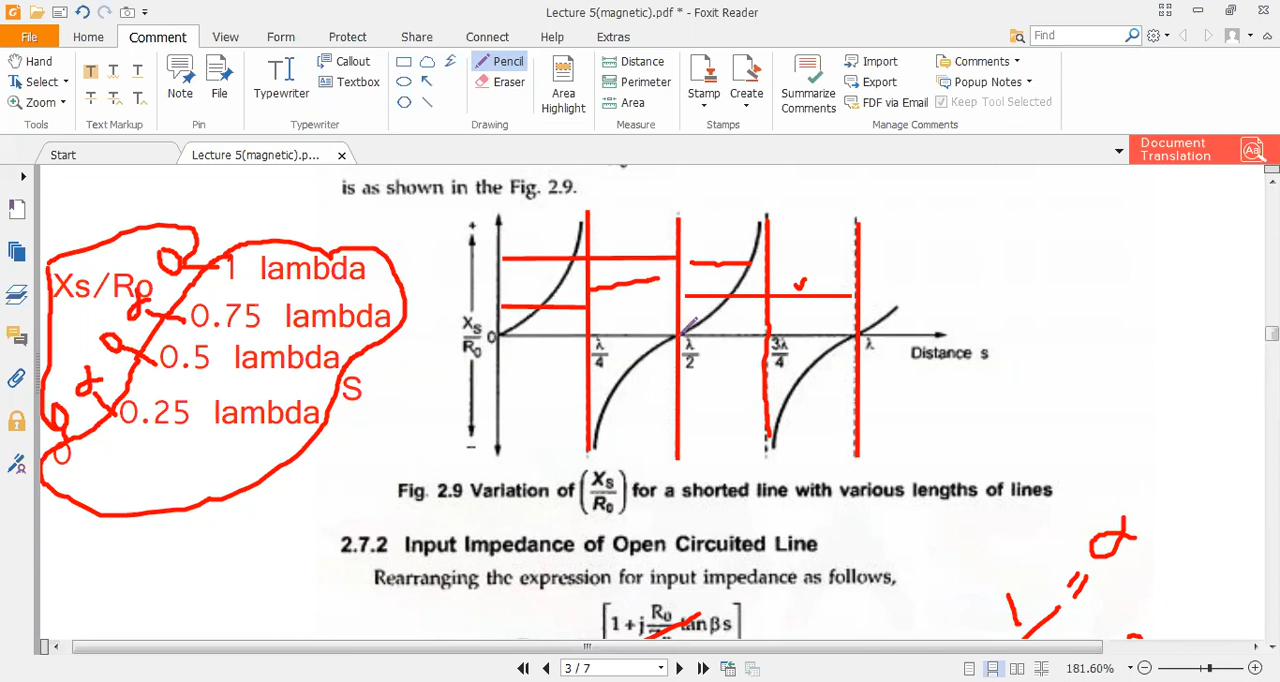 Lecture 5(magnetic).pdf * - Foxit Reader
File Home Comment View Form Protect Share Connect Help Extras
Find
Hand
Select
Zoom
Tools
Text Markup
Note
File
Pin
Typewriter
Callout
Textbox
Typewriter
Pencil
Eraser
Area
Highlight
Drawing
Distance
Perimeter
Area
Measure
Stamp
Create
Stamps
Summarize
Comments
Import
Export
FDF via Email
Comments
Popup Notes
Keep Tool Selected
Manage Comments
Start
Lecture 5(magnetic).p...
Document
Translation
is as shown in the Fig. 2.9.
1 lambda
Xs/Ro
0.75 lambda
0.5 lambda
S
0.25 lambda
0
+
Xs
R0
0
−
λ/4
λ/2
3λ/4
λ
Distance s
Fig. 2.9 Variation of (Xs/R0) for a shorted line with various lengths of lines
2.7.2 Input Impedance of Open Circuited Line
Rearranging the expression for input impedance as follows,
[1 + j R0 tan βs]
3 / 7
181.60%